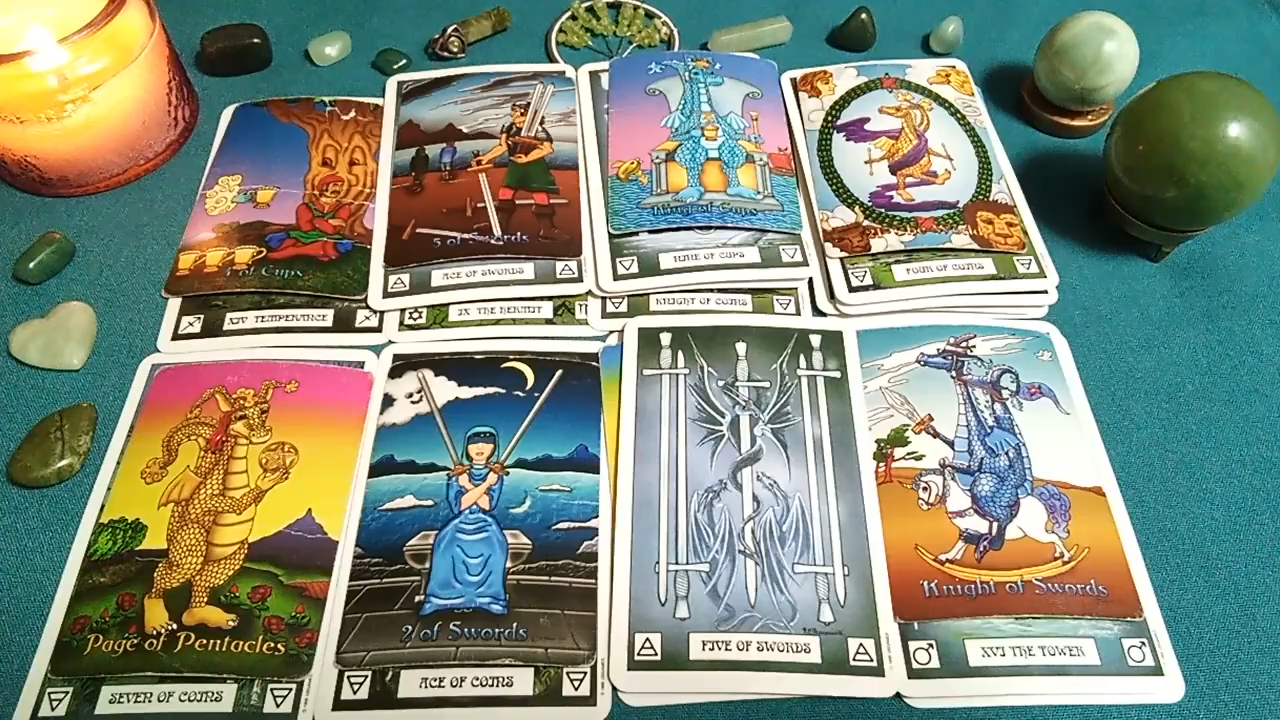 of Cups
XIV TEMPERANCE
5 of Swords
ACE OF SWORDS
IX THE HERMIT
King of Cups
NINE OF CUPS
KNIGHT OF COINS
FOUR OF COINS
Page of Pentacles
SEVEN OF COINS
2 of Swords
ACE OF COINS
FIVE OF SWORDS
Knight of Swords
XVI THE TOWER